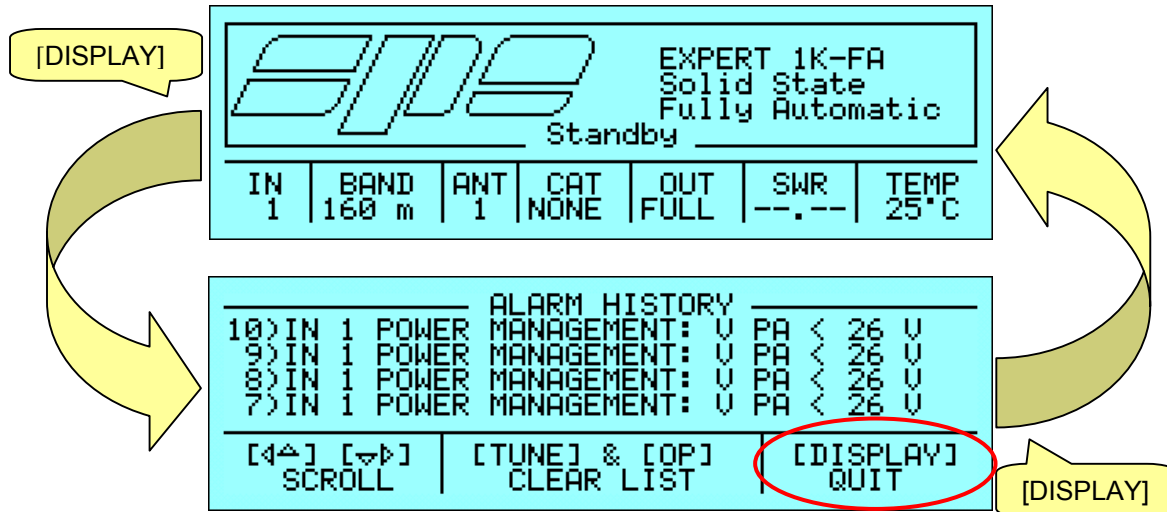 [DISPLAY]
spe
EXPERT 1K-FA
Solid State
Fully Automatic
Standby
IN BAND ANT CAT OUT SWR TEMP
1 160 m 1 NONE FULL --.-- 25°C
ALARM HISTORY
10)IN 1 POWER MANAGEMENT: V PA < 26 V
9)IN 1 POWER MANAGEMENT: V PA < 26 V
8)IN 1 POWER MANAGEMENT: V PA < 26 V
7)IN 1 POWER MANAGEMENT: V PA < 26 V
[◁△] [▽▷] [TUNE] & [OP] [DISPLAY]
SCROLL CLEAR LIST QUIT
[DISPLAY]